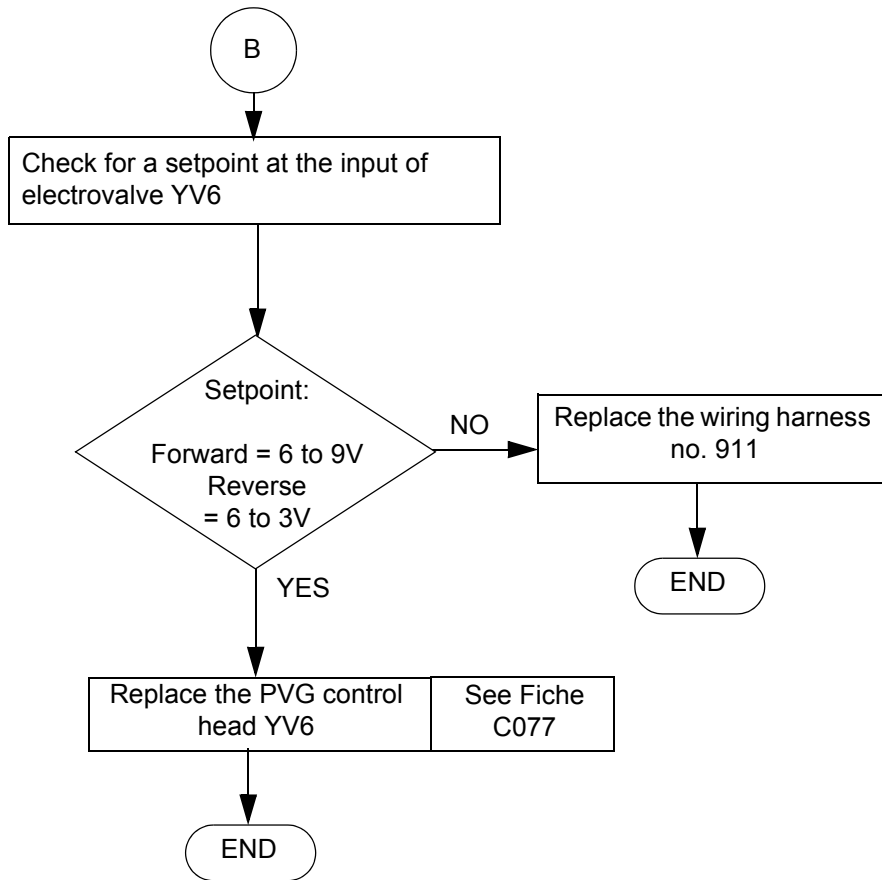 B
Check for a setpoint at the input of
electrovalve YV6
Setpoint:
Forward = 6 to 9V
Reverse
= 6 to 3V
NO
Replace the wiring harness
no. 911
END
YES
Replace the PVG control
head YV6
See Fiche
C077
END